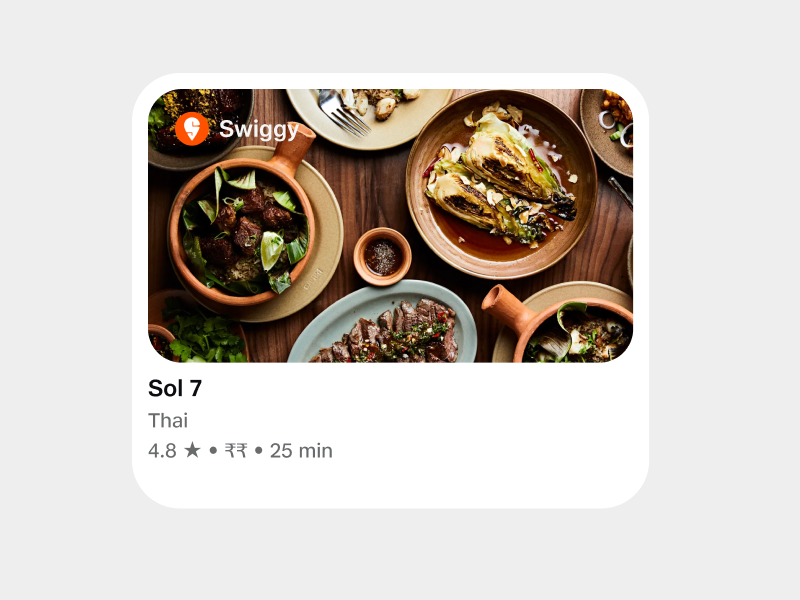 Swiggy
Sol 7
Thai
4.8 ★ • ₹₹ • 25 min